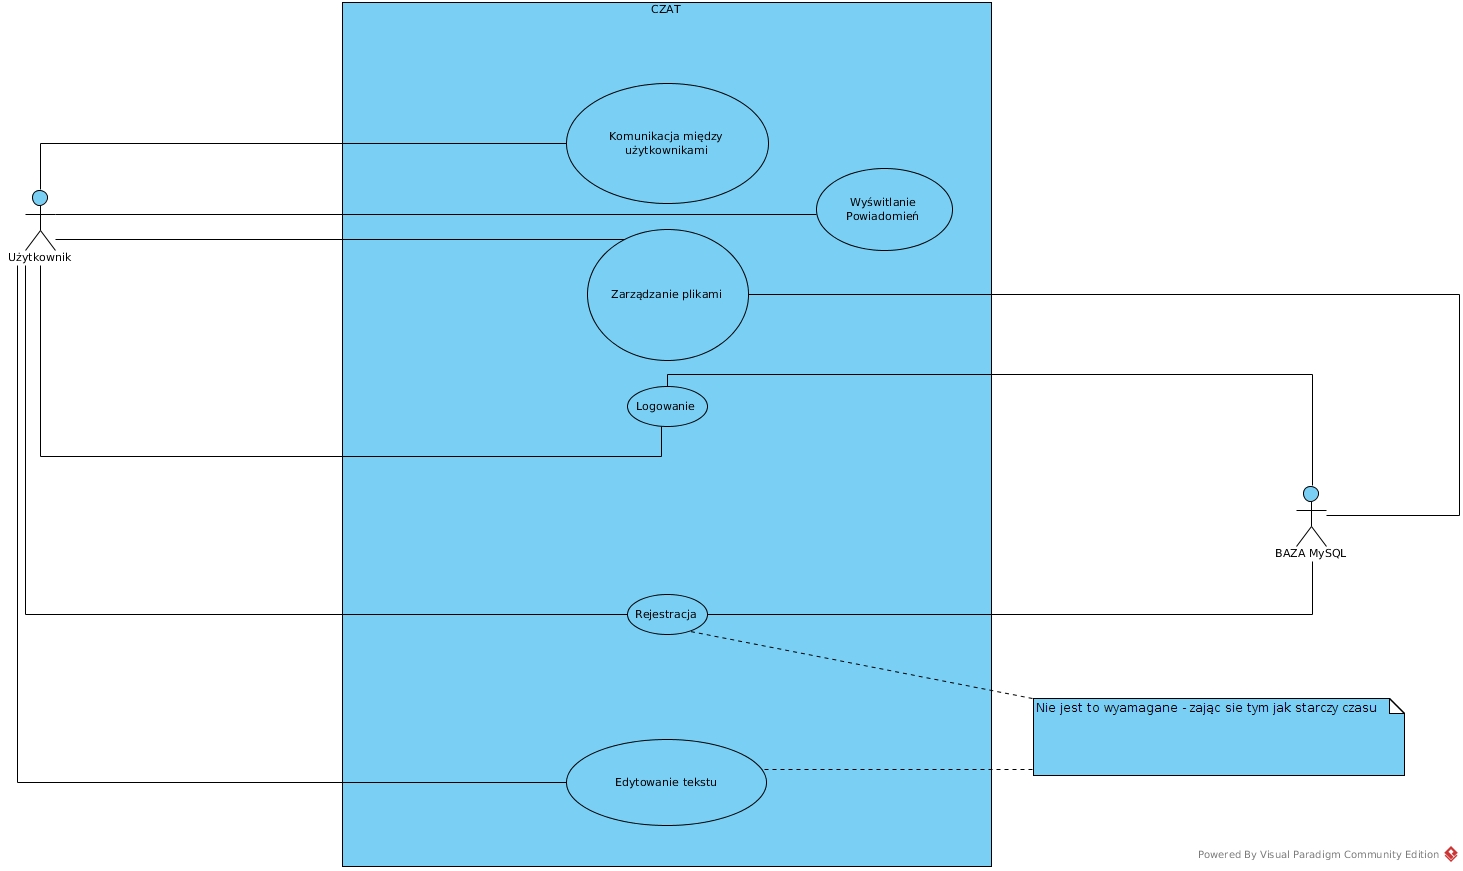 CZAT
Komunikacja między
użytkownikami
Wyświtlanie
Powiadomień
Użytkownik
Zarządzanie plikami
Logowanie
BAZA MySQL
Rejestracja
Nie jest to wyamagane - zając sie tym jak starczy czasu
Edytowanie tekstu
Powered By Visual Paradigm Community Edition